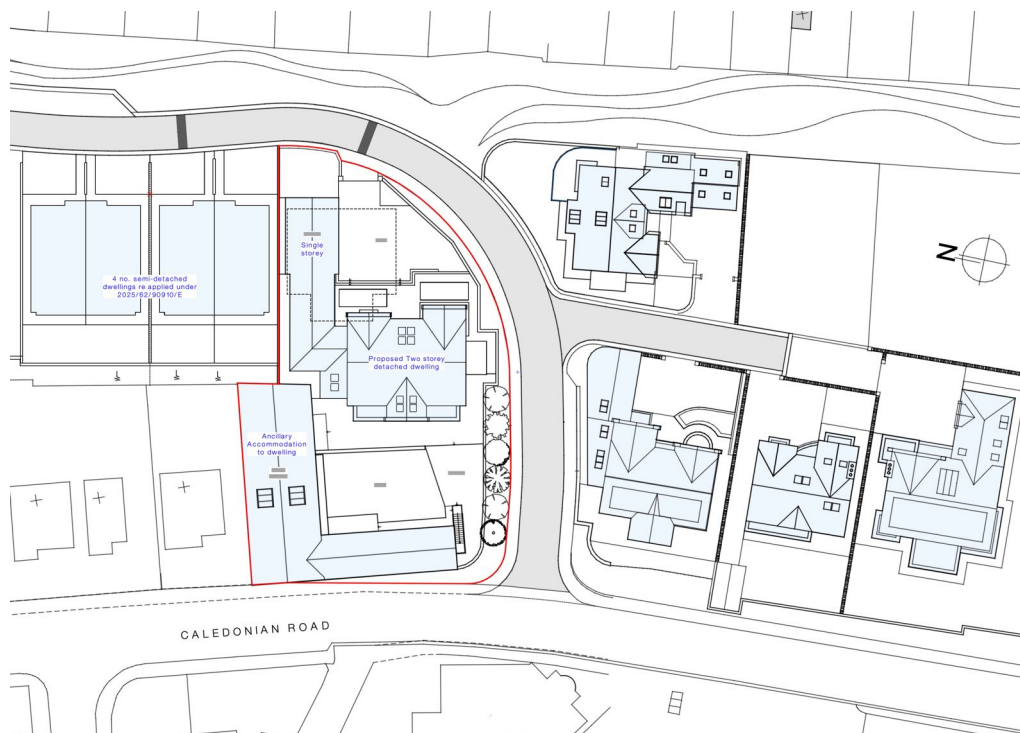 N
Single
storey
4 no. semi-detached
dwellings re applied under
2025/62/90910/E
Proposed Two storey
detached dwelling
Ancillary
Accommodation
to dwelling
CALEDONIAN ROAD